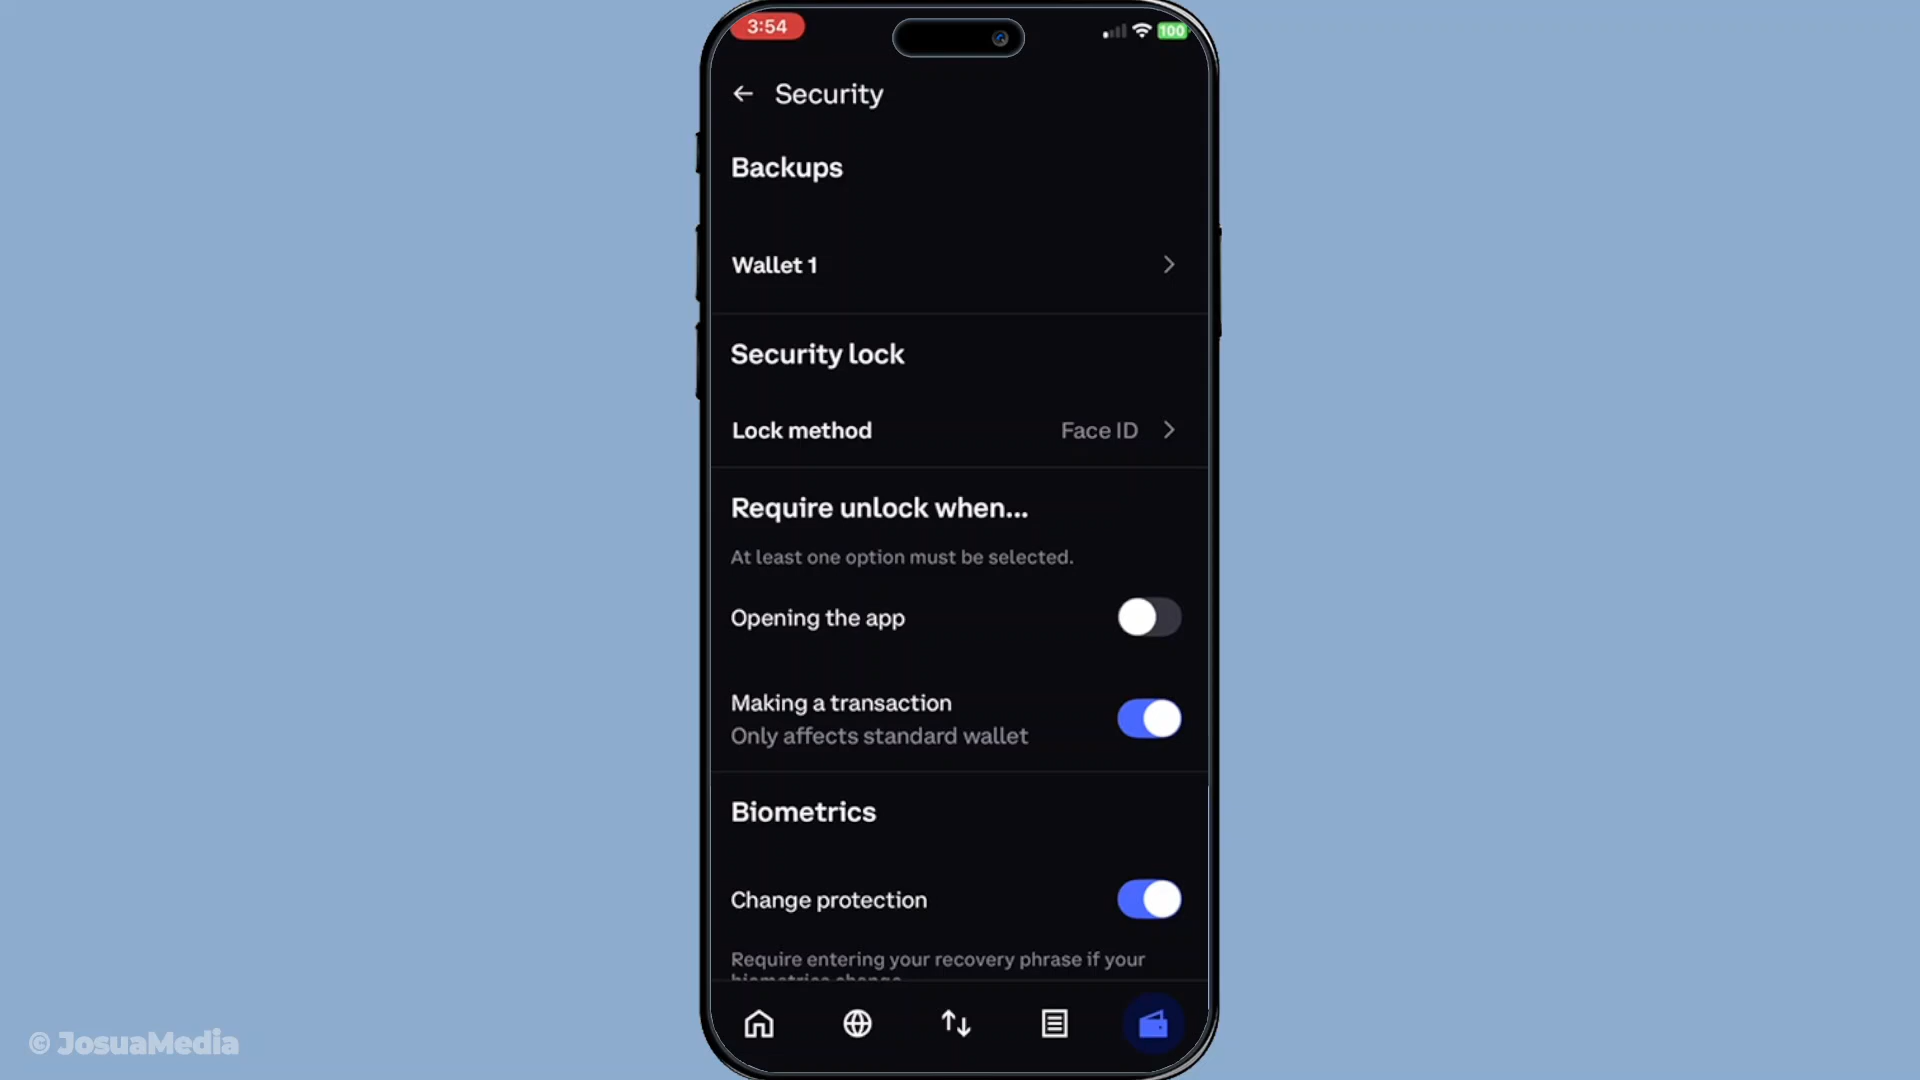 3:54
100
Security
Backups
Wallet 1
Security lock
Lock method Face ID
Require unlock when...
At least one option must be selected.
Opening the app
Making a transaction
Only affects standard wallet
Biometrics
Change protection
Require entering your recovery phrase if your
biometrics change
© JosuaMedia